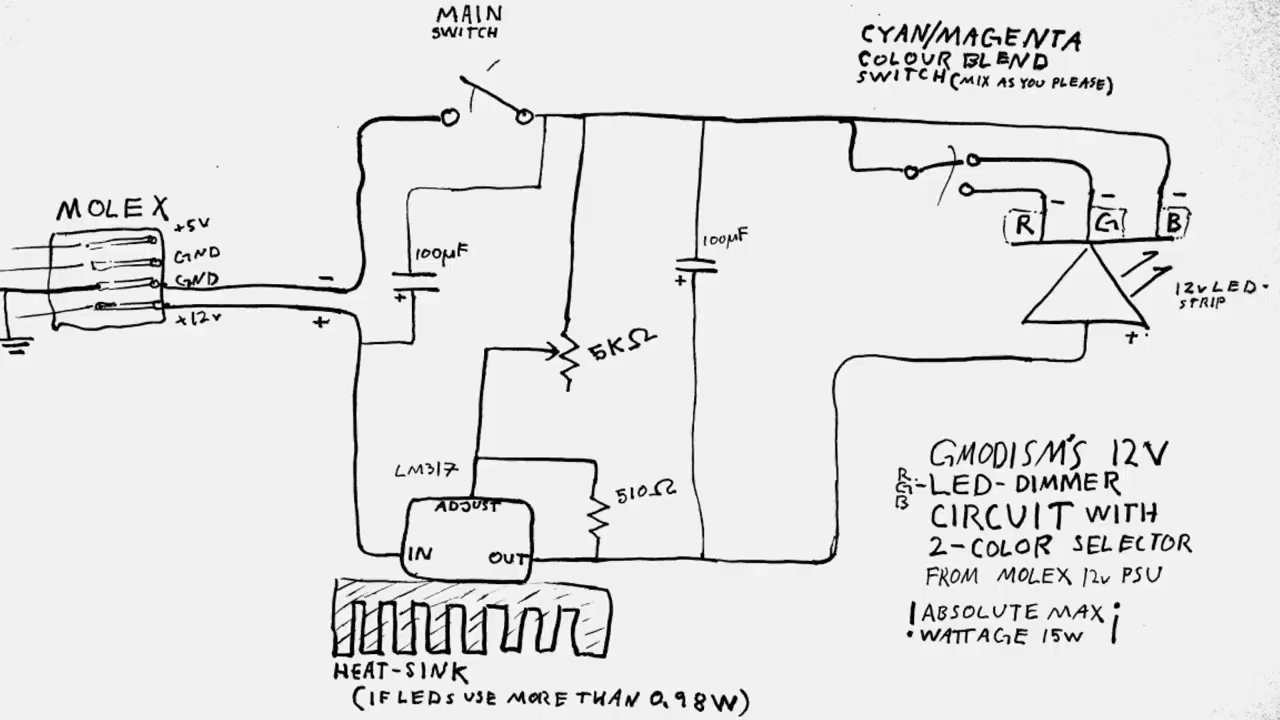 MAIN
SWITCH
CYAN/MAGENTA
COLOUR BLEND
SWITCH (MIX AS YOU PLEASE)
MOLEX
+5V
GND
GND
+12V
-
+
100µF
+
100µF
+
5KΩ
LM317
510Ω
ADJUST
IN
OUT
R
G
B
-
-
-
12V LED-
STRIP
+
HEAT-SINK
(IF LEDS USE MORE THAN 0,98W)
GMODISM'S 12V
RGB-LED-DIMMER
CIRCUIT WITH
2-COLOR SELECTOR
FROM MOLEX 12V PSU
! ABSOLUTE MAX ¡
WATTAGE 15W